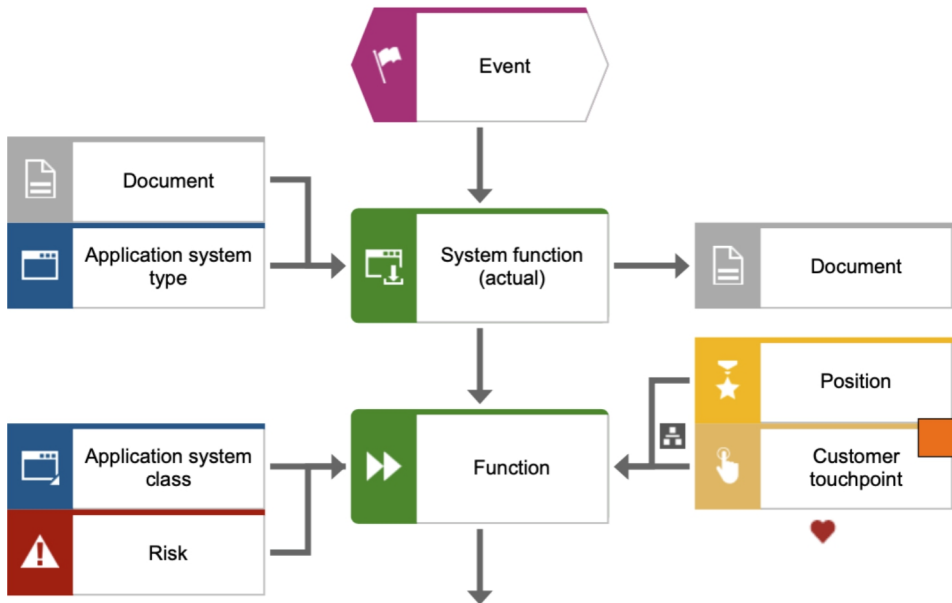 Event
Document
Application system
type
System function
(actual)
Document
Position
Application system
class
Function
Customer
touchpoint
Risk